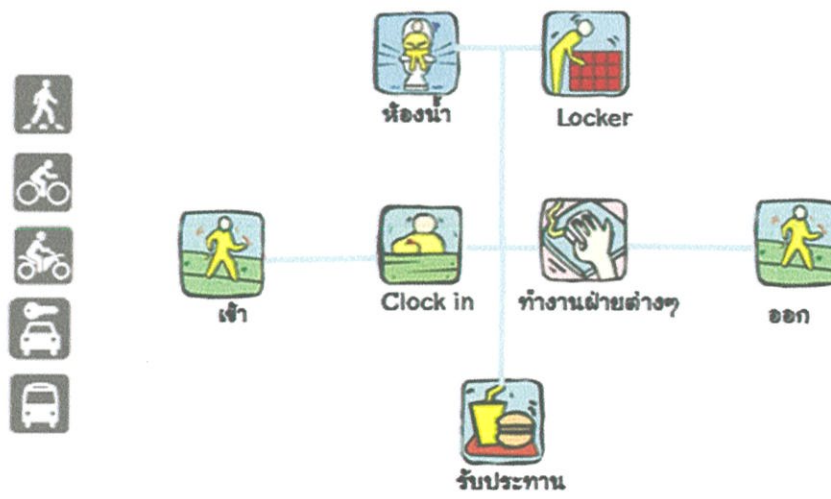 ห้องน้ำ
Locker
เข้า
Clock in
ทำงานฝ่ายต่างๆ
ออก
รับประทาน